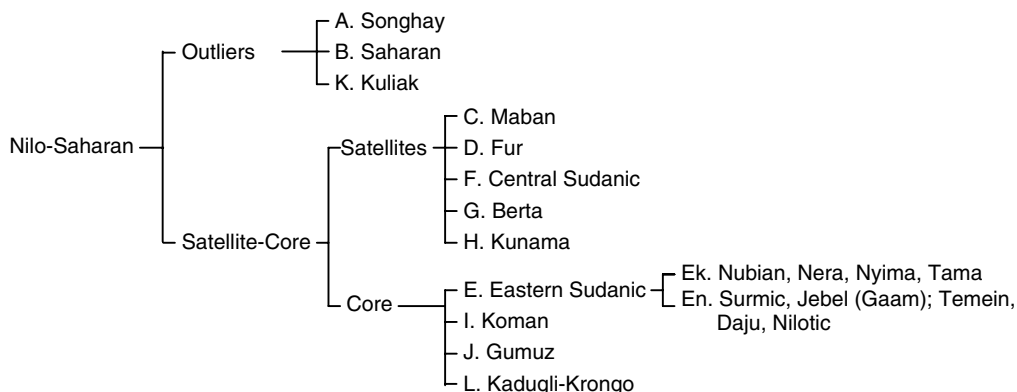 A. Songhay
Outliers
B. Saharan
K. Kuliak
C. Maban
Nilo-Saharan
Satellites
D. Fur
F. Central Sudanic
G. Berta
Satellite-Core
H. Kunama
Ek. Nubian, Nera, Nyima, Tama
E. Eastern Sudanic
En. Surmic, Jebel (Gaam); Temein,
Daju, Nilotic
Core
I. Koman
J. Gumuz
L. Kadugli-Krongo